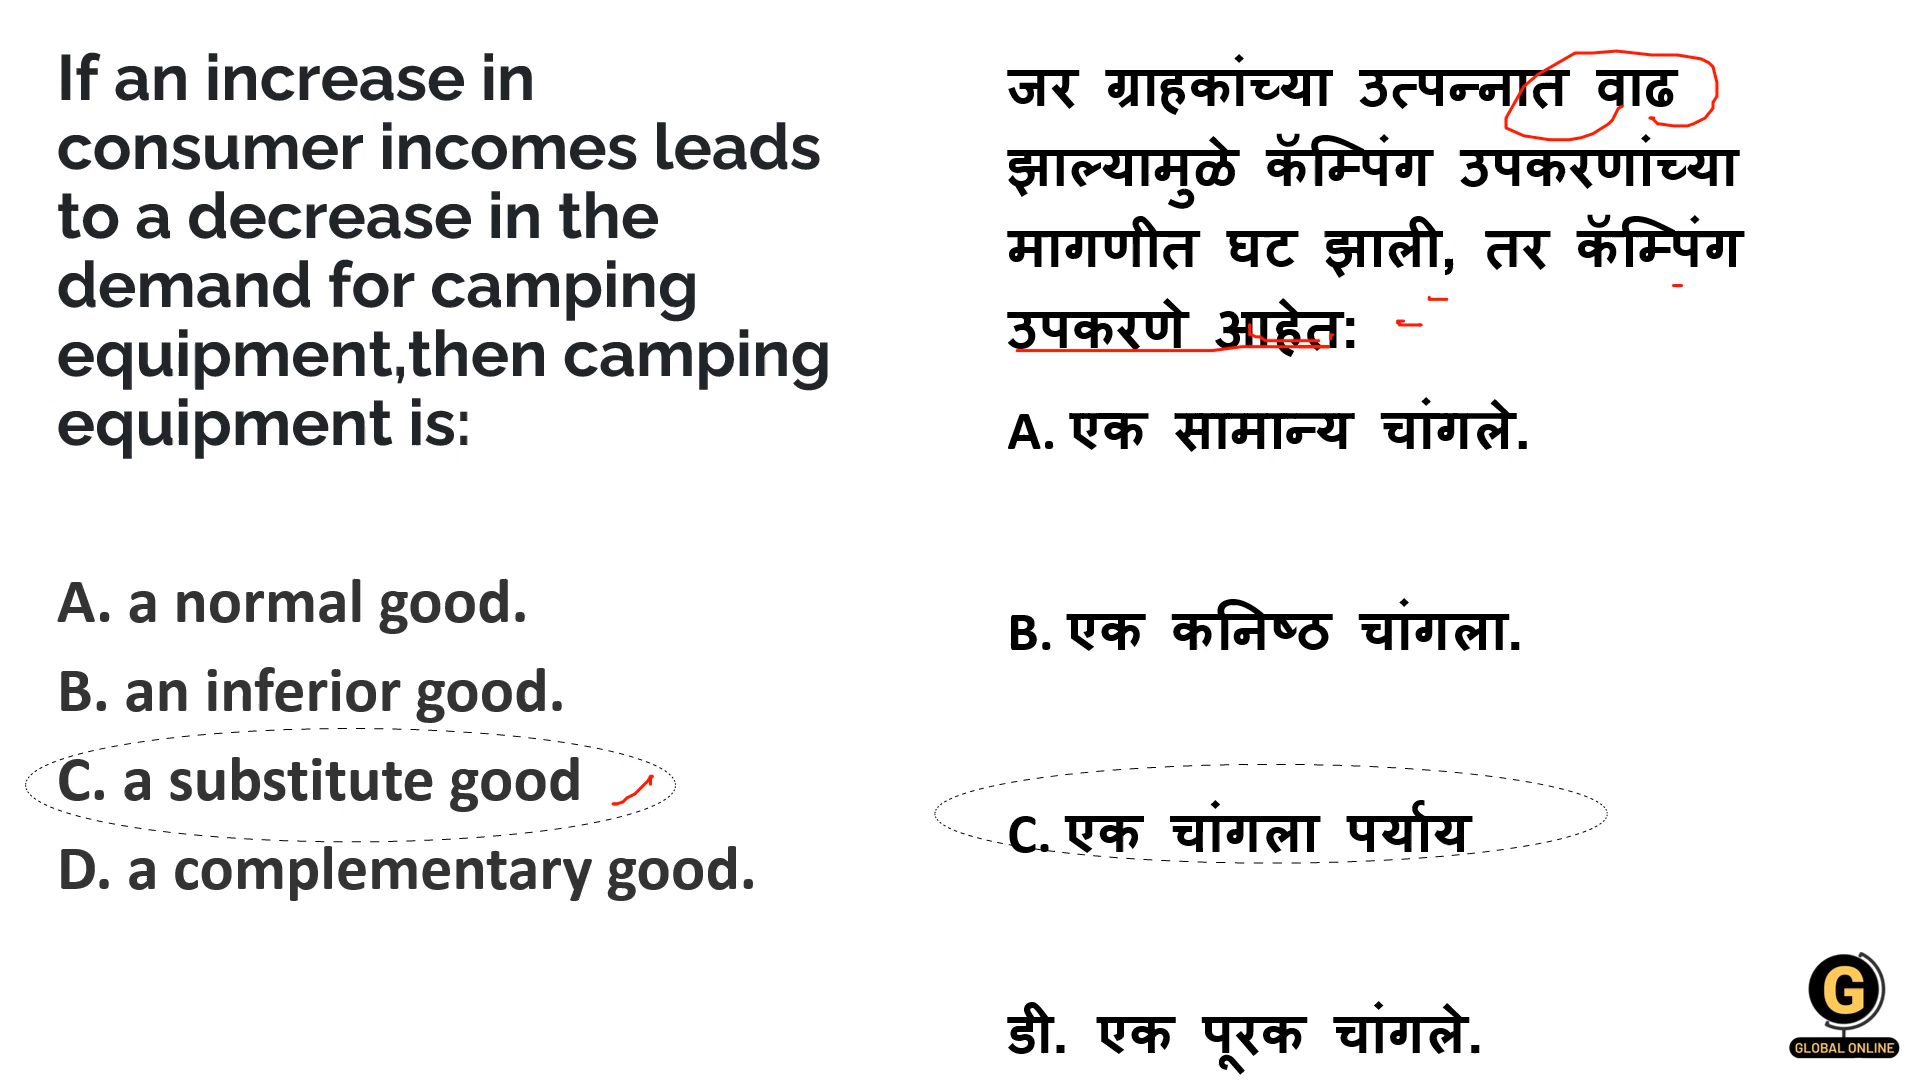 If an increase in
consumer incomes leads
to a decrease in the
demand for camping
equipment,then camping
equipment is:
A. a normal good.
B. an inferior good.
C. a substitute good
D. a complementary good.
जर ग्राहकांच्या उत्पन्नात वाढ
झाल्यामुळे कॅम्पिंग उपकरणांच्या
मागणीत घट झाली, तर कॅम्पिंग
उपकरणे आहेत:
A. एक सामान्य चांगले.
B. एक कनिष्ठ चांगला.
C. एक चांगला पर्याय
डी. एक पूरक चांगले.
G
GLOBAL ONLINE